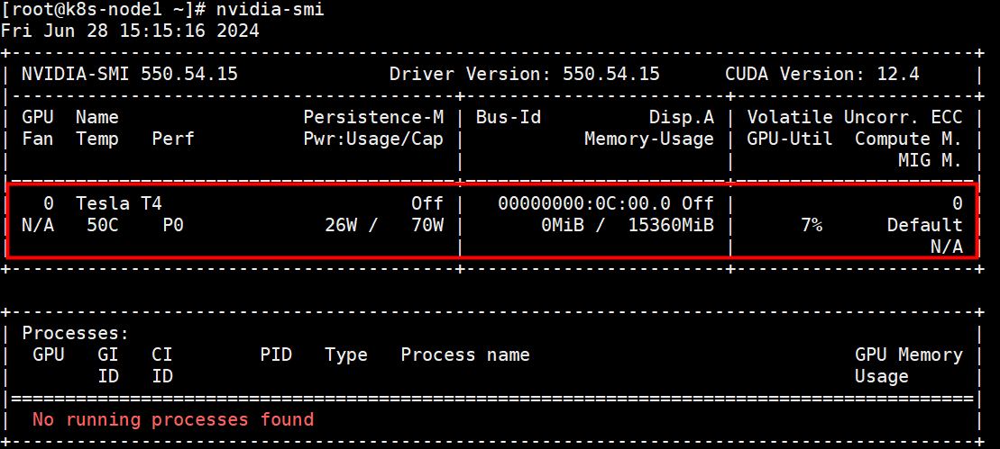 [root@k8s-node1 ~]# nvidia-smi
Fri Jun 28 15:15:16 2024
+-----------------------------------------------------------------------------------------+
| NVIDIA-SMI 550.54.15              Driver Version: 550.54.15      CUDA Version: 12.4     |
|-----------------------------------------+------------------------+----------------------+
| GPU  Name                 Persistence-M | Bus-Id          Disp.A | Volatile Uncorr. ECC |
| Fan  Temp   Perf          Pwr:Usage/Cap |           Memory-Usage | GPU-Util  Compute M. |
|                                         |                        |               MIG M. |
|=========================================+========================+======================|
|   0  Tesla T4                       Off |   00000000:0C:00.0 Off |                    0 |
| N/A   50C    P0             26W /   70W |       0MiB /  15360MiB |      7%      Default |
|                                         |                        |                  N/A |
+-----------------------------------------+------------------------+----------------------+
+-----------------------------------------------------------------------------------------+
| Processes:                                                                              |
|  GPU   GI   CI        PID   Type   Process name                              GPU Memory |
|        ID   ID                                                               Usage      |
|=========================================================================================|
|  No running processes found                                                             |
+-----------------------------------------------------------------------------------------+